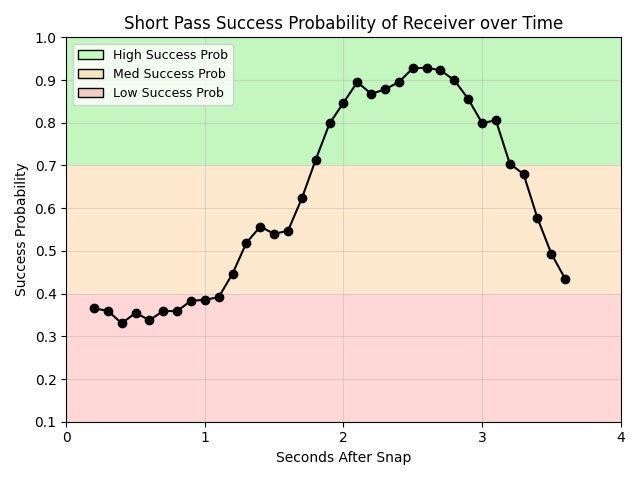 Short Pass Success Probability of Receiver over Time
1.0
High Success Prob
Med Success Prob
Low Success Prob
0.9
0.8
0.7
0.6
0.5
0.4
0.3
0.2
0.1
Success Probability
0 1 2 3 4
Seconds After Snap